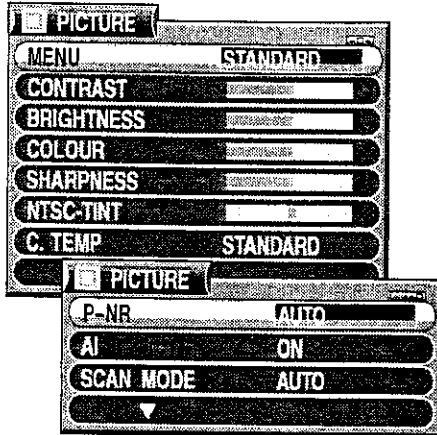 PICTURE
MENU STANDARD
CONTRAST
BRIGHTNESS
COLOUR
SHARPNESS
NTSC-TINT
C. TEMP STANDARD
PICTURE
P-NR AUTO
AI ON
SCAN MODE AUTO